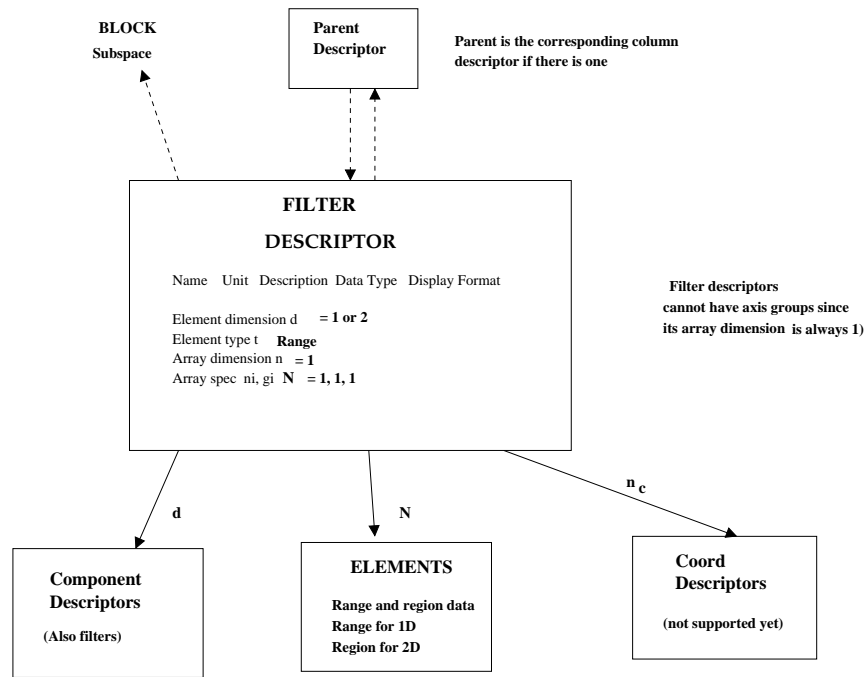 BLOCK
Subspace
Parent
Descriptor
Parent is the corresponding column
descriptor if there is one
FILTER
DESCRIPTOR
Name Unit Description Data Type Display Format
Element dimension d = 1 or 2
Element type t Range
Array dimension n = 1
Array spec ni, gi N = 1, 1, 1
Filter descriptors
cannot have axis groups since
its array dimension is always 1)
d
N
n c
Component
Descriptors
(Also filters)
ELEMENTS
Range and region data
Range for 1D
Region for 2D
Coord
Descriptors
(not supported yet)